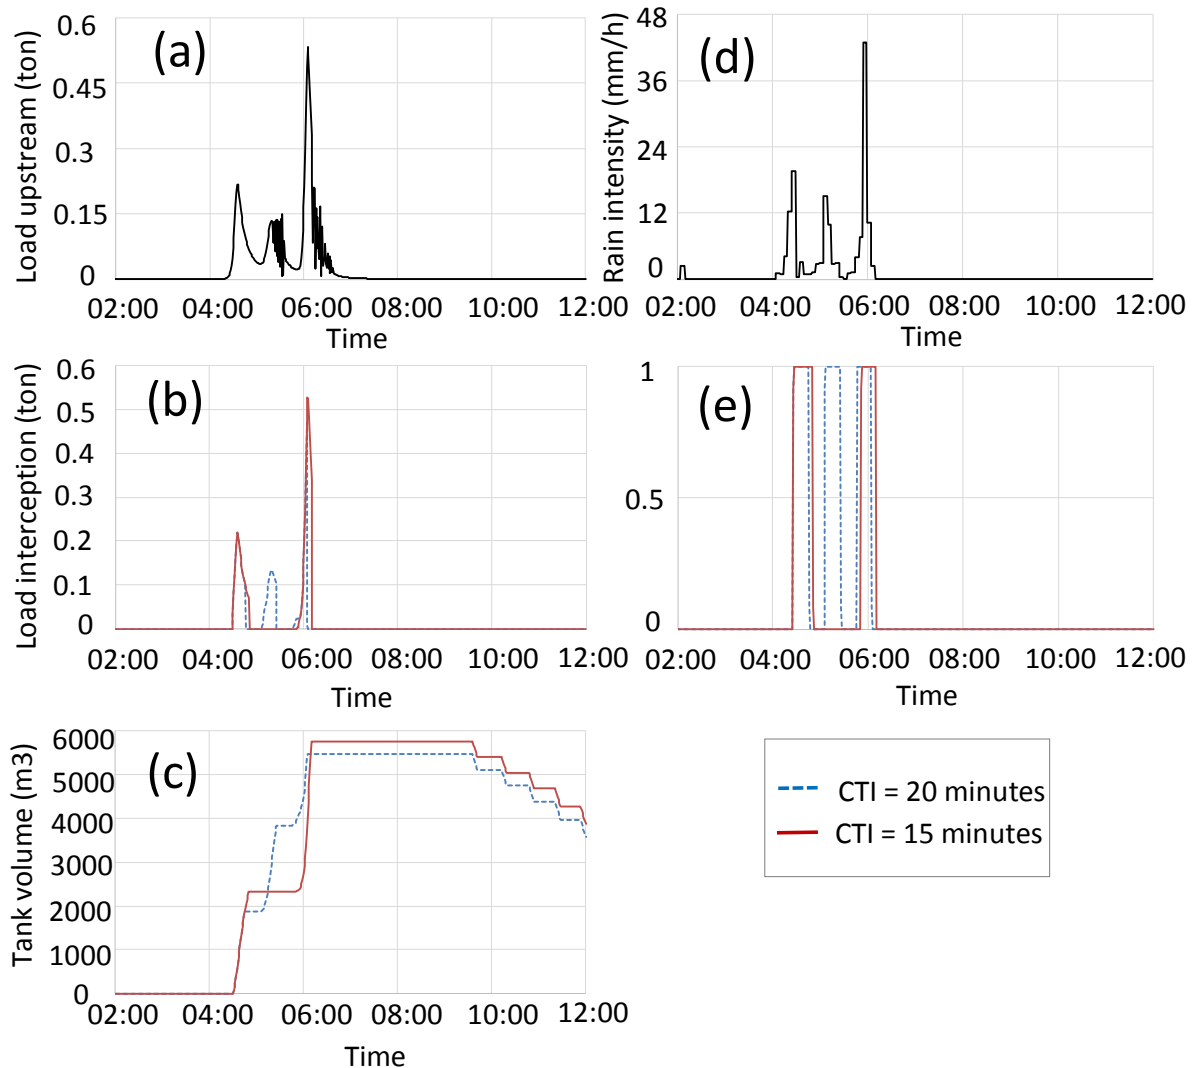 (a)
Load upstream (ton)
0.6
0.45
0.3
0.15
0
02:00 04:00 06:00 08:00 10:00 12:00
Time
(d)
Rain intensity (mm/h)
48
36
24
12
0
02:00 04:00 06:00 08:00 10:00 12:00
Time
(b)
Load interception (ton)
0.6
0.5
0.4
0.3
0.2
0.1
0
02:00 04:00 06:00 08:00 10:00 12:00
Time
(e)
1
0.5
0
02:00 04:00 06:00 08:00 10:00 12:00
Time
(c)
Tank volume (m3)
6000
5000
4000
3000
2000
1000
0
02:00 04:00 06:00 08:00 10:00 12:00
Time
CTI = 20 minutes
CTI = 15 minutes